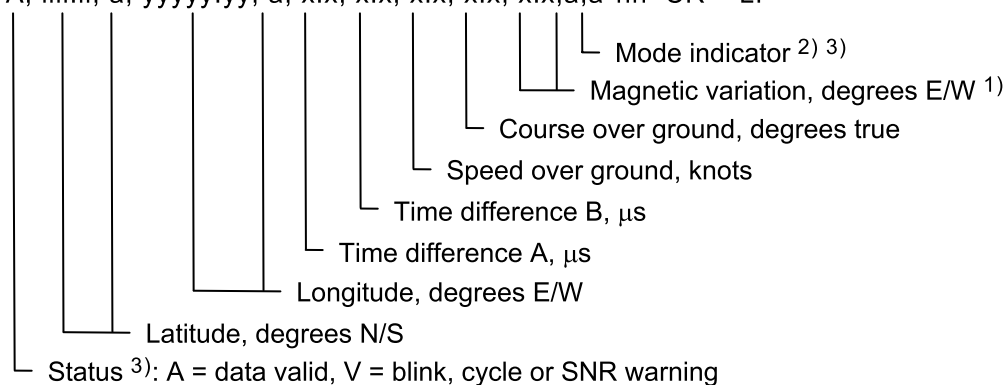 Mode indicator 2) 3)
Magnetic variation, degrees E/W 1)
Course over ground, degrees true
Speed over ground, knots
Time difference B, μs
Time difference A, μs
Longitude, degrees E/W
Latitude, degrees N/S
Status 3): A = data valid, V = blink, cycle or SNR warning